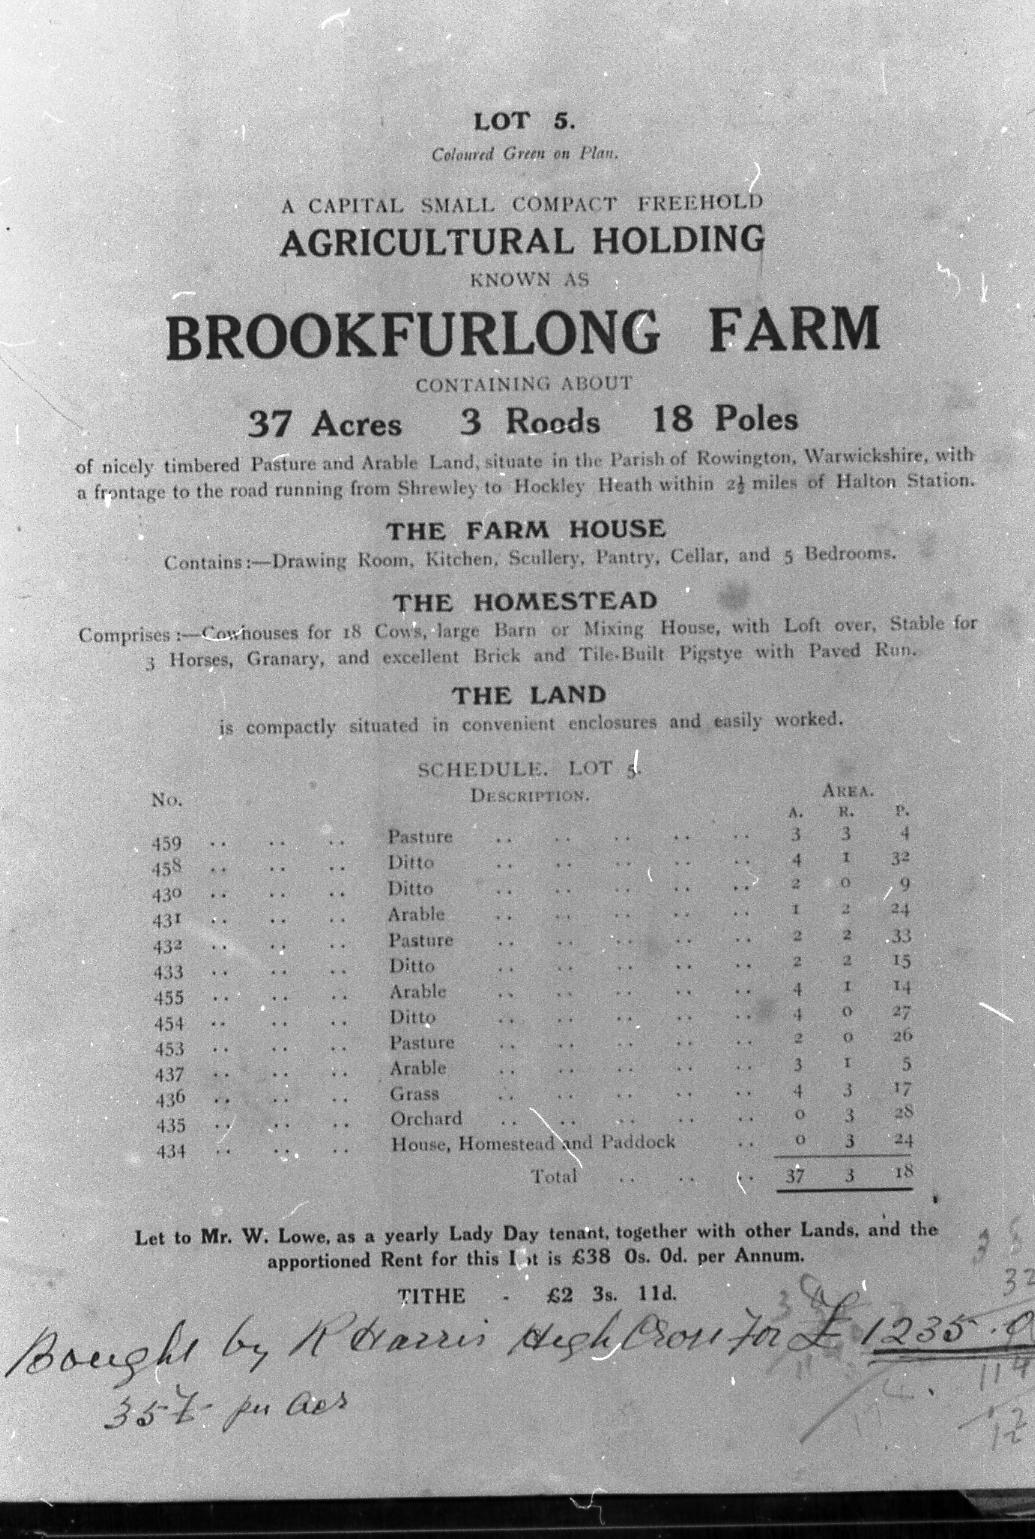 LOT 5.
Coloured Green on Plan.
A CAPITAL SMALL COMPACT FREEHOLD
AGRICULTURAL HOLDING
KNOWN AS
BROOKFURLONG FARM
CONTAINING ABOUT
37 Acres 3 Roods 18 Poles
of nicely timbered Pasture and Arable Land, situate in the Parish of Rowington, Warwickshire, with
a frontage to the road running from Shrewley to Hockley Heath within 2½ miles of Halton Station.
THE FARM HOUSE
Contains:—Drawing Room, Kitchen, Scullery, Pantry, Cellar, and 5 Bedrooms.
THE HOMESTEAD
Comprises:—Cowhouses for 18 Cows, large Barn or Mixing House, with Loft over, Stable for
3 Horses, Granary, and excellent Brick and Tile-Built Pigstye with Paved Run.
THE LAND
is compactly situated in convenient enclosures and easily worked.
SCHEDULE. LOT 5.
No. DESCRIPTION. AREA.
A. R. P.
459 .. .. .. Pasture .. .. .. .. .. 3 3 4
458 .. .. .. Ditto .. .. .. .. .. 4 1 32
430 .. .. .. Ditto .. .. .. .. .. 2 0 9
431 .. .. .. Arable .. .. .. .. .. 1 2 24
432 .. .. .. Pasture .. .. .. .. .. 2 2 33
433 .. .. .. Ditto .. .. .. .. .. 2 2 15
455 .. .. .. Arable .. .. .. .. .. 4 1 14
454 .. .. .. Ditto .. .. .. .. .. 4 0 27
453 .. .. .. Pasture .. .. .. .. .. 2 0 26
437 .. .. .. Arable .. .. .. .. .. 3 1 5
436 .. .. .. Grass .. .. .. .. .. 4 3 17
435 .. .. .. Orchard .. .. .. .. .. 0 3 28
434 .. .. .. House, Homestead and Paddock .. 0 3 24
Total .. .. .. 37 3 18
Let to Mr. W. Lowe, as a yearly Lady Day tenant, together with other Lands, and the
apportioned Rent for this Lot is £38 0s. 0d. per Annum.
TITHE - £2 3s. 11d.
32
Bought by R Harris High Cross for £1235.0
114
12
per acr